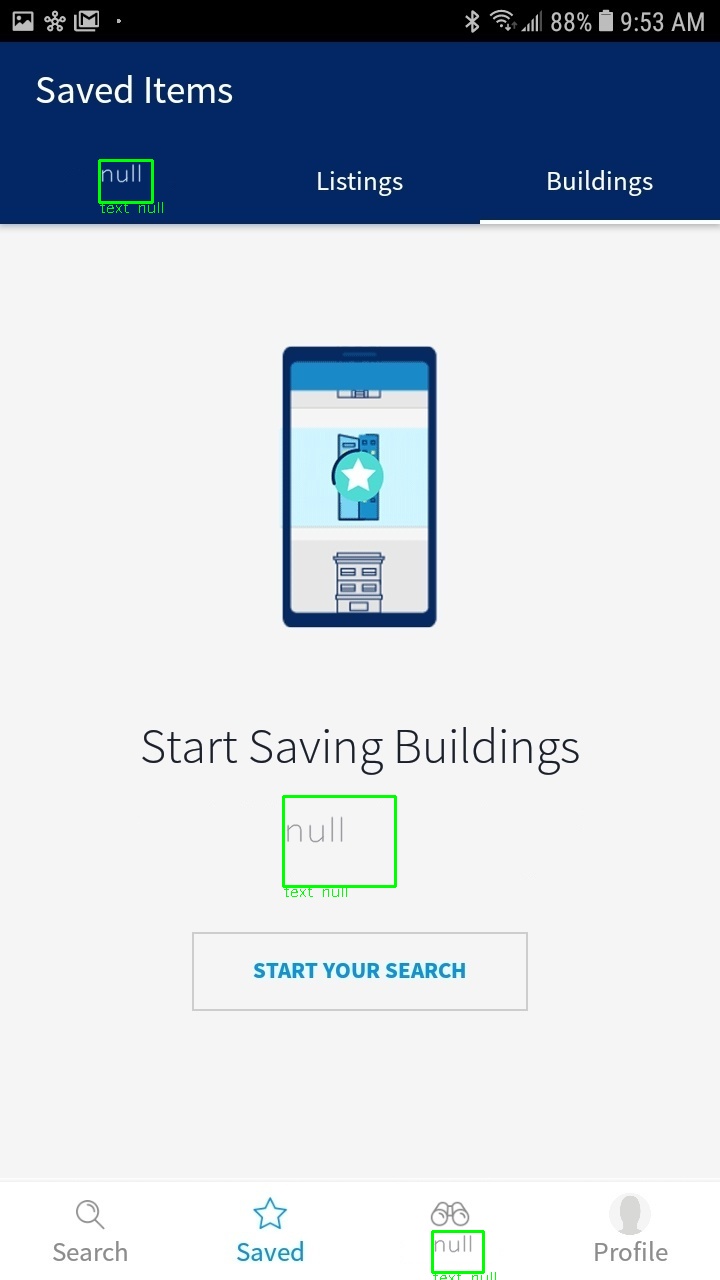 88% 9:53 AM
Saved Items
null
text null
Listings
Buildings
Start Saving Buildings
null
text null
START YOUR SEARCH
Search
Saved
null
text null
Profile